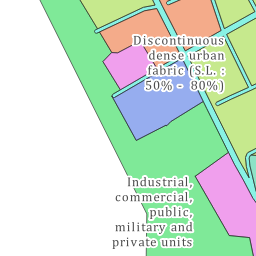 Discontinuous
dense urban
fabric (S.L. :
50% - 80%)
Industrial,
commercial,
public,
military and
private units